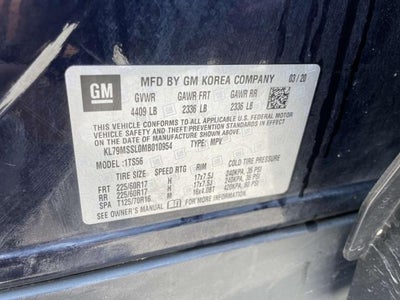 GM
MFD BY GM KOREA COMPANY 03/20
GVWR GAWR FRT GAWR RR
4409 LB 2336 LB 2336 LB
THIS VEHICLE CONFORMS TO ALL APPLICABLE U.S. FEDERAL MOTOR
VEHICLE SAFETY, BUMPER, AND THEFT PREVENTION STANDARDS IN
EFFECT ON THE DATE OF MANUFACTURE SHOWN ABOVE.
KL79MSSL0MB010954 TYPE: MPV
MODEL: 1TS56
TIRE SIZE SPEED RTG RIM COLD TIRE PRESSURE
FRT 225/60R17 H 17x7.5J 240KPA, 35 PSI
RR 225/60R17 H 17x7.5J 240KPA, 35 PSI
SPA T125/70R16 M 16x4.0BT 420KPA, 60 PSI
SEE OWNER'S MANUAL FOR MORE INFORMATION.